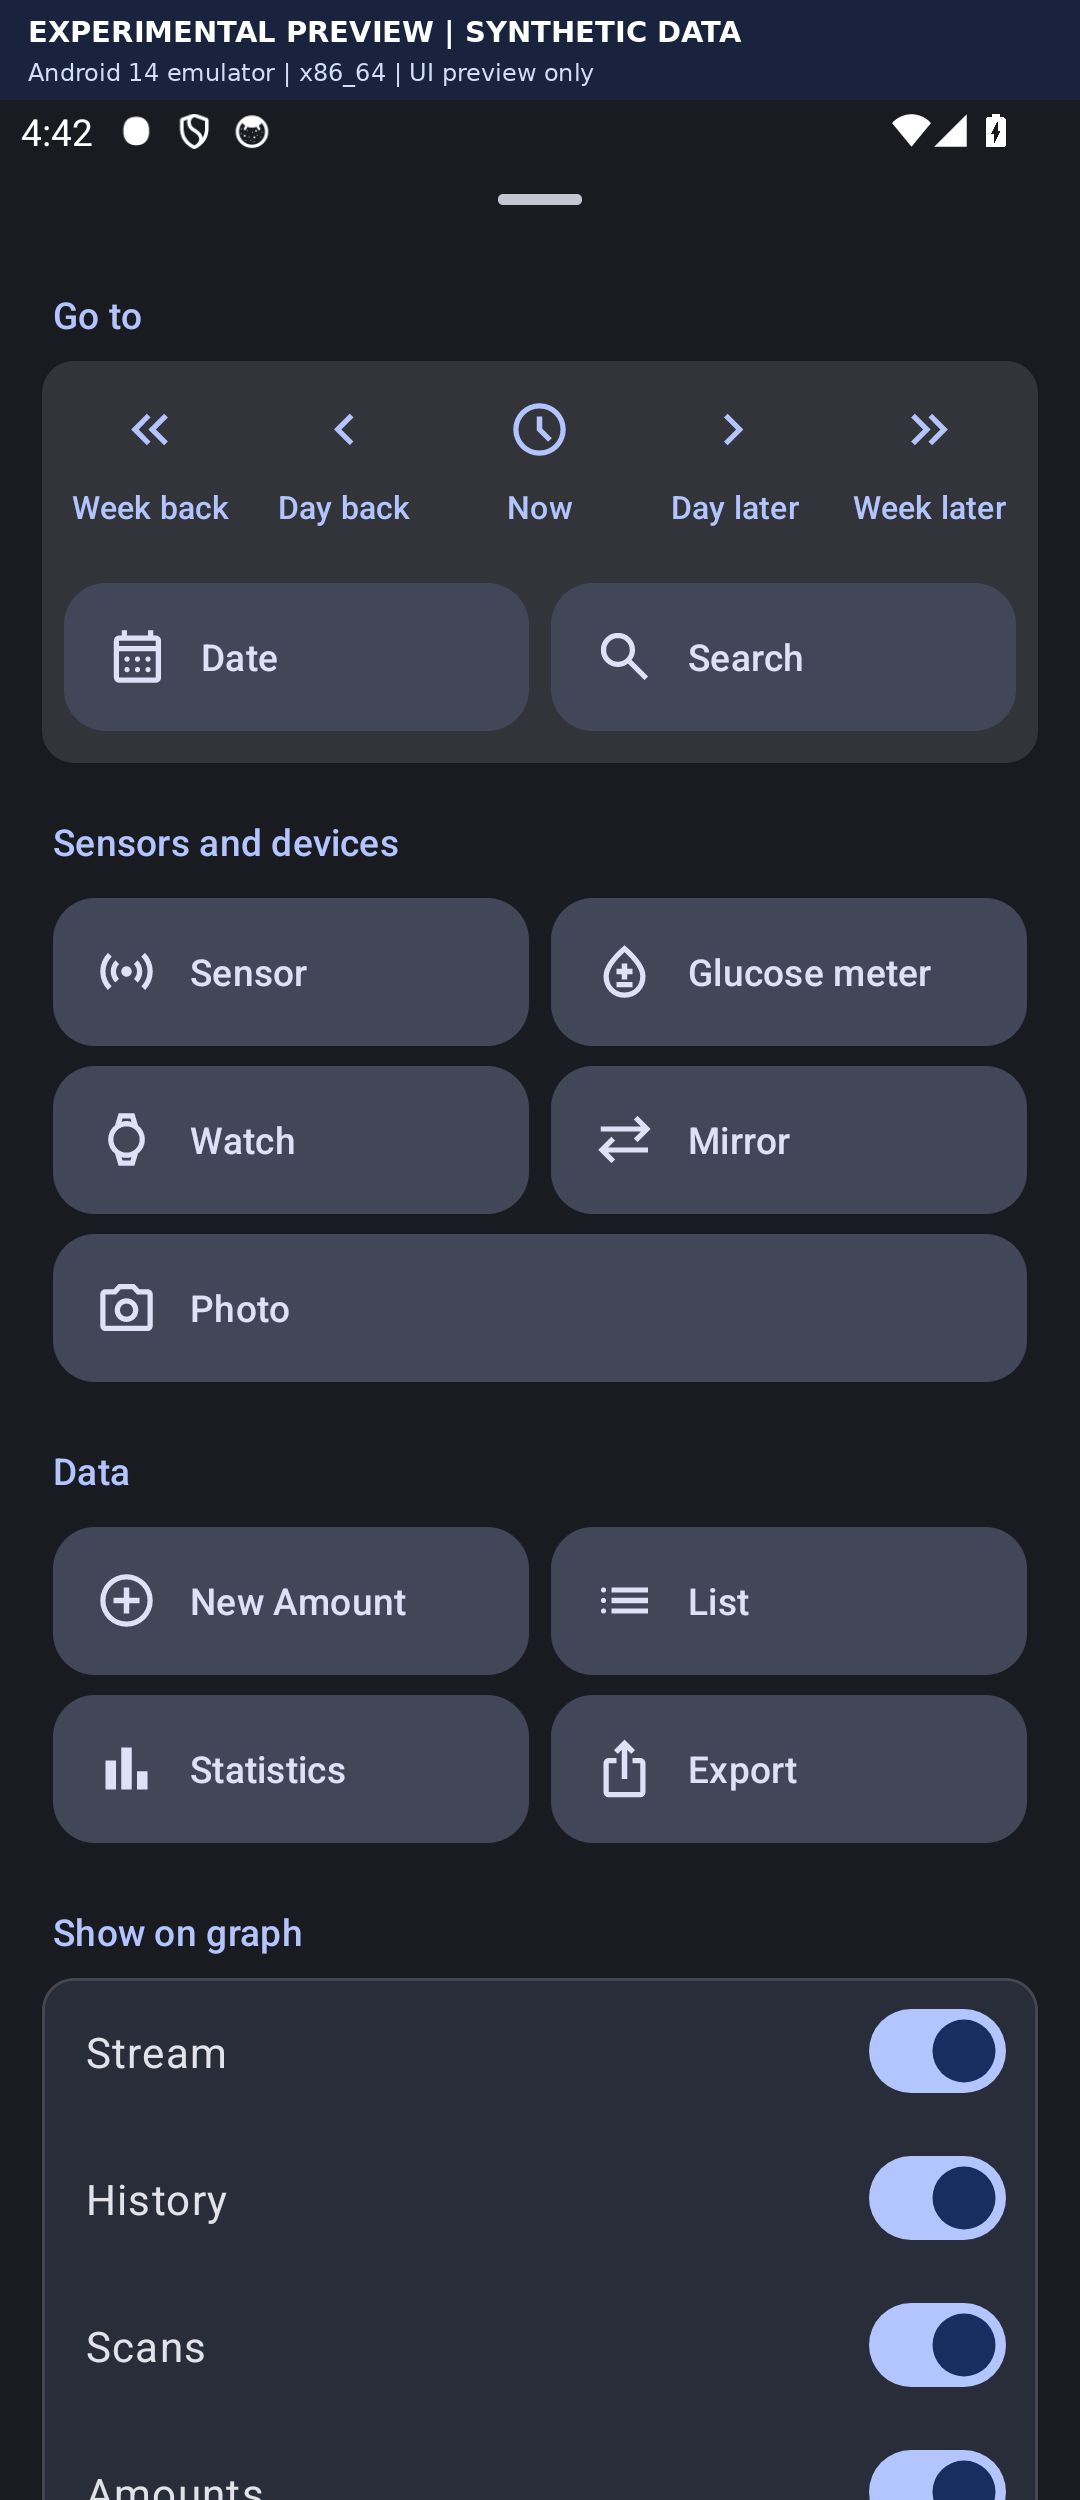 EXPERIMENTAL PREVIEW | SYNTHETIC DATA
Android 14 emulator | x86_64 | UI preview only
4:42
Go to
Week back
Day back
Now
Day later
Week later
Date
Search
Sensors and devices
Sensor
Glucose meter
Watch
Mirror
Photo
Data
New Amount
List
Statistics
Export
Show on graph
Stream
History
Scans
Amounts